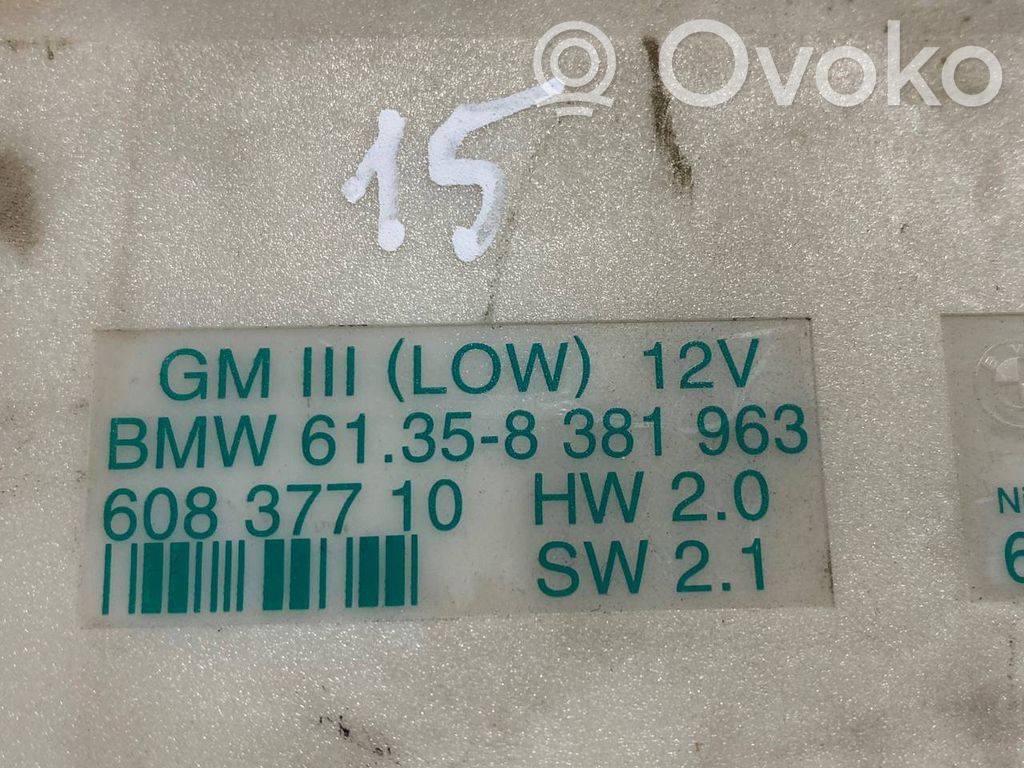 Ovoko
15
GM III (LOW) 12V
BMW 61.35-8 381 963
608 377 10 HW 2.0
SW 2.1
6